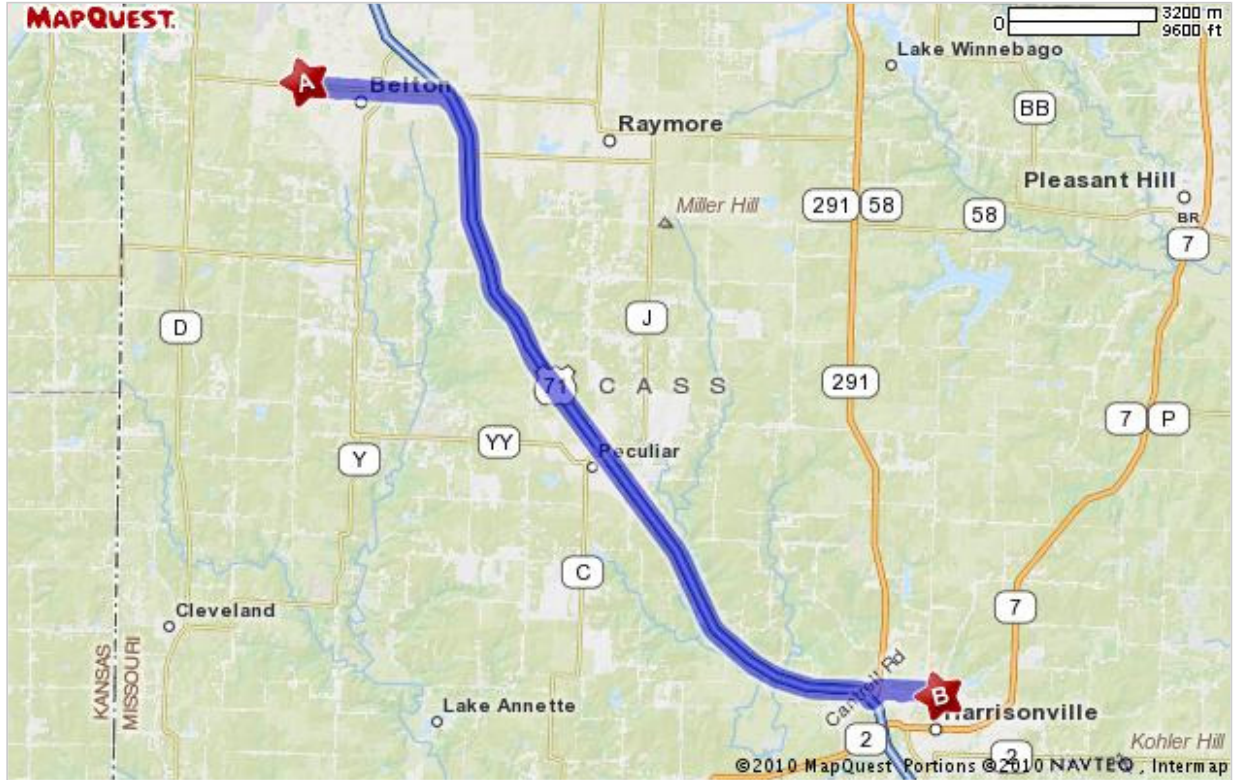 MAPQUEST.
0
3200 m
9600 ft
Lake Winnebago
A
Belton
BB
Raymore
Pleasant Hill
Miller Hill
291
58
58
BR
7
D
J
71
CASS
291
7
P
YY
Peculiar
Y
C
7
Cleveland
KANSAS
MISSOURI
Cantrell Rd
B
Lake Annette
Harrisonville
2
2
Kohler Hill
©2010 MapQuest Portions ©2010 NAVTEQ, Intermap